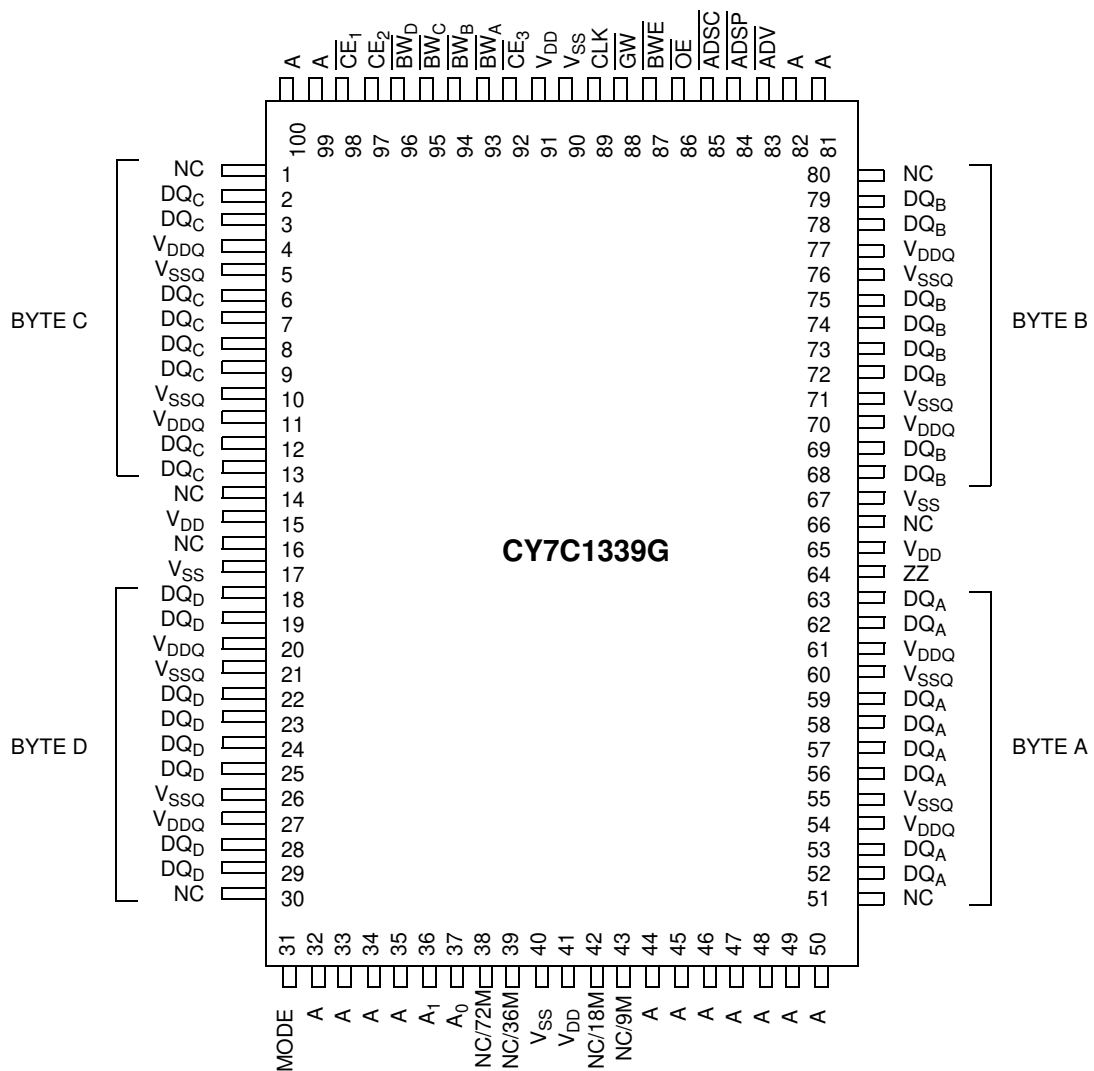 A A CE1 CE2 BWD BWC BWB BWA CE3 VDD VSS CLK GW BWE OE ADSC ADSP ADV A A
100 99 98 97 96 95 94 93 92 91 90 89 88 87 86 85 84 83 82 81
NC 1 80 NC
DQC 2 79 DQB
DQC 3 78 DQB
VDDQ 4 77 VDDQ
VSSQ 5 76 VSSQ
DQC 6 75 DQB
BYTE C DQC 7 74 DQB BYTE B
DQC 8 73 DQB
DQC 9 72 DQB
VSSQ 10 71 VSSQ
VDDQ 11 70 VDDQ
DQC 12 69 DQB
DQC 13 68 DQB
NC 14 67 VSS
VDD 15 66 NC
NC 16 CY7C1339G 65 VDD
VSS 17 64 ZZ
DQD 18 63 DQA
DQD 19 62 DQA
VDDQ 20 61 VDDQ
VSSQ 21 60 VSSQ
DQD 22 59 DQA
DQD 23 58 DQA
BYTE D DQD 24 57 DQA BYTE A
DQD 25 56 DQA
VSSQ 26 55 VSSQ
VDDQ 27 54 VDDQ
DQD 28 53 DQA
DQD 29 52 DQA
NC 30 51 NC
31 32 33 34 35 36 37 38 39 40 41 42 43 44 45 46 47 48 49 50
MODE A A A A A1 A0 NC/72M NC/36M VSS VDD NC/18M NC/9M A A A A A A A